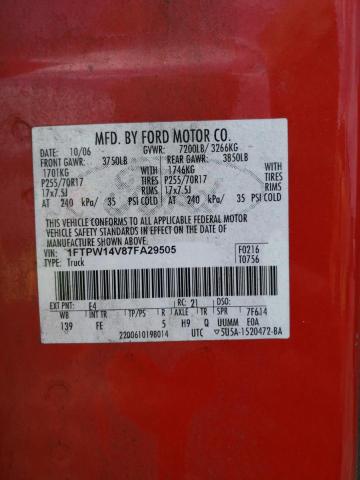 MFD. BY FORD MOTOR CO.
DATE: 10/06 GVWR: 7200LB/ 3266KG
FRONT GAWR: 3750LB REAR GAWR: 3850LB
1701KG WITH 1746KG WITH
P255/70R17 TIRES P255/70R17 TIRES
17x7.5J RIMS 17x7.5J RIMS
AT 240 kPa/ 35 PSI COLD AT 240 kPa/ 35 PSI COLD
THIS VEHICLE CONFORMS TO ALL APPLICABLE FEDERAL MOTOR
VEHICLE SAFETY STANDARDS IN EFFECT ON THE DATE OF
MANUFACTURE SHOWN ABOVE.
VIN: 1FTPW14V87FA29505 F0216
TYPE: Truck T0756
EXT PNT: E4 RC: 21 DSO:
WB INT TR TP/PS R AXLE TR SPR 7F614
139 FE 5 H9 Q UUMM E0A
2200610198014 UTC ▽5U5A-1520472-BA